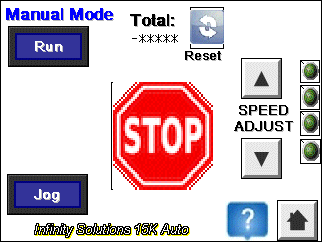 Manual Mode
Total:
-*****
Reset
Run
STOP
SPEED
ADJUST
Jog
Infinity Solutions 15K Auto
?